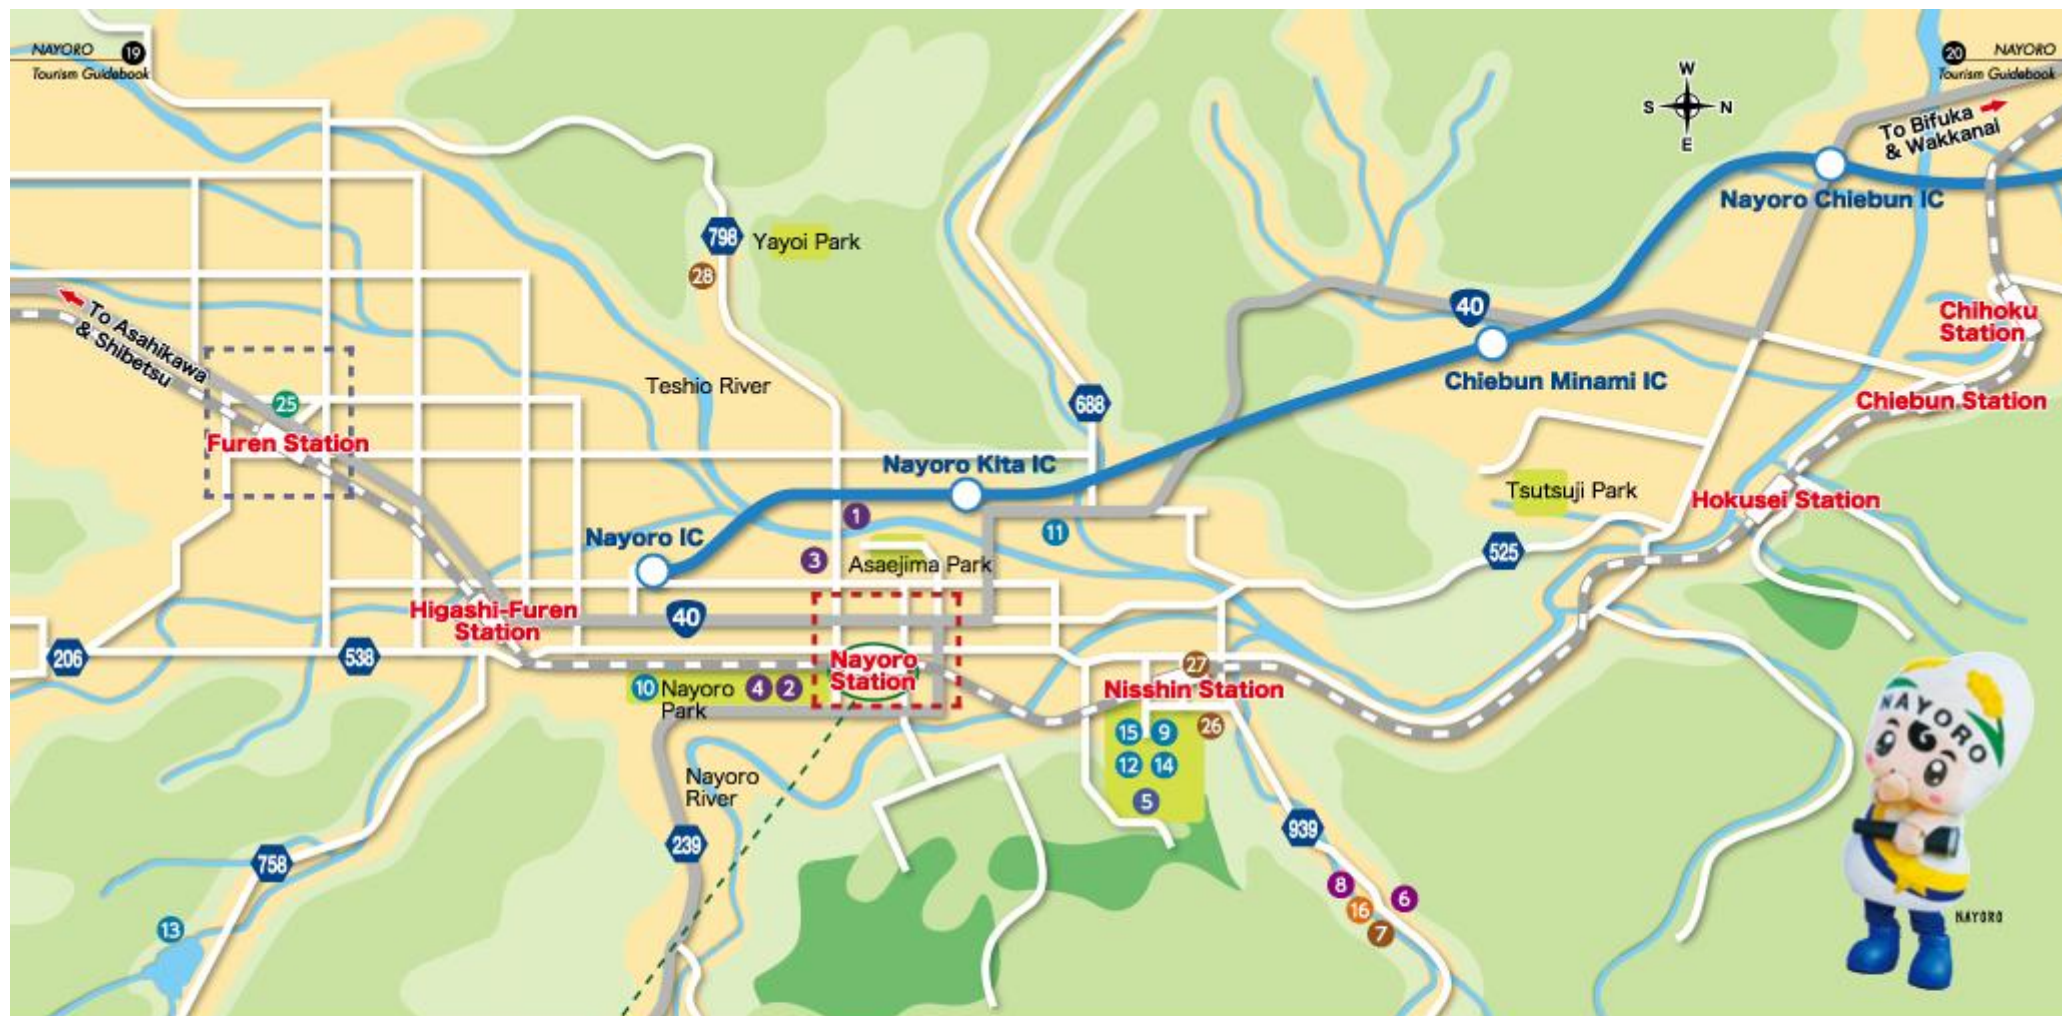 NAYORO 19
Tourism Guidebook
20 NAYORO
Tourism Guidebook
W
S N
E
To Bifuka
& Wakkanai
Nayoro Chiebun IC
798
Yayoi Park
28
40
Chihoku
Station
To Asahikawa
& Shibetsu
Chiebun Minami IC
Teshio River
688
Chiebun Station
25
Furen Station
Nayoro Kita IC
Tsutsuji Park
Hokusei Station
1
11
Nayoro IC
3
Asaejima Park
525
Higashi-Furen
Station
40
206
538
Nayoro
Station
10 Nayoro 4 2
Park
27
Nisshin Station
15 9
26
12 14
5
Nayoro
River
239
939
758
8
6
16
7
13
NAYORO
NAYORO